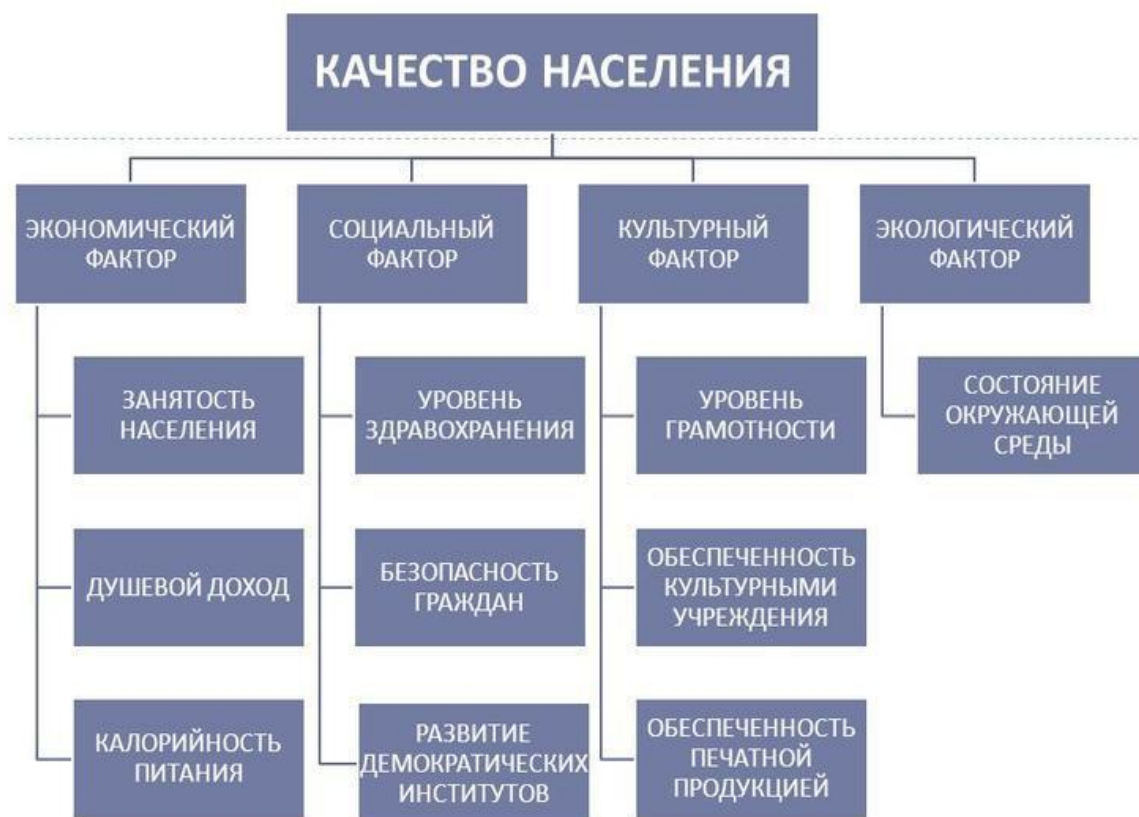 КАЧЕСТВО НАСЕЛЕНИЯ
ЭКОНОМИЧЕСКИЙ
ФАКТОР
ЗАНЯТОСТЬ
НАСЕЛЕНИЯ
ДУШЕВОЙ ДОХОД
КАЛОРИЙНОСТЬ
ПИТАНИЯ
СОЦИАЛЬНЫЙ
ФАКТОР
УРОВЕНЬ
ЗДРАВОХРАНЕНИЯ
БЕЗОПАСНОСТЬ
ГРАЖДАН
РАЗВИТИЕ
ДЕМОКРАТИЧЕСКИХ
ИНСТИТУТОВ
КУЛЬТУРНЫЙ
ФАКТОР
УРОВЕНЬ
ГРАМОТНОСТИ
ОБЕСПЕЧЕННОСТЬ
КУЛЬТУРНЫМИ
УЧРЕЖДЕНИЯ
ОБЕСПЕЧЕННОСТЬ
ПЕЧАТНОЙ
ПРОДУКЦИЕЙ
ЭКОЛОГИЧЕСКИЙ
ФАКТОР
СОСТОЯНИЕ
ОКРУЖАЮЩЕЙ
СРЕДЫ